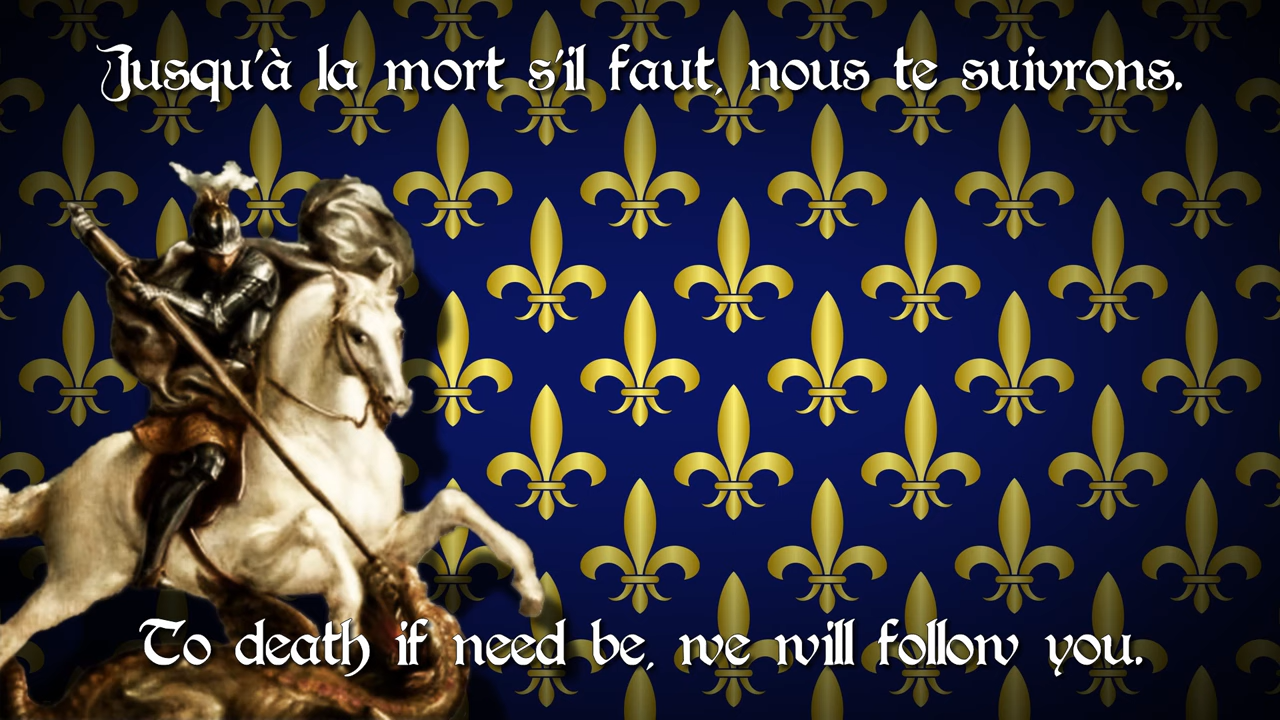 Jusqu'à la mort s'il faut, nous te suivrons.
To death if need be, we will follow you.